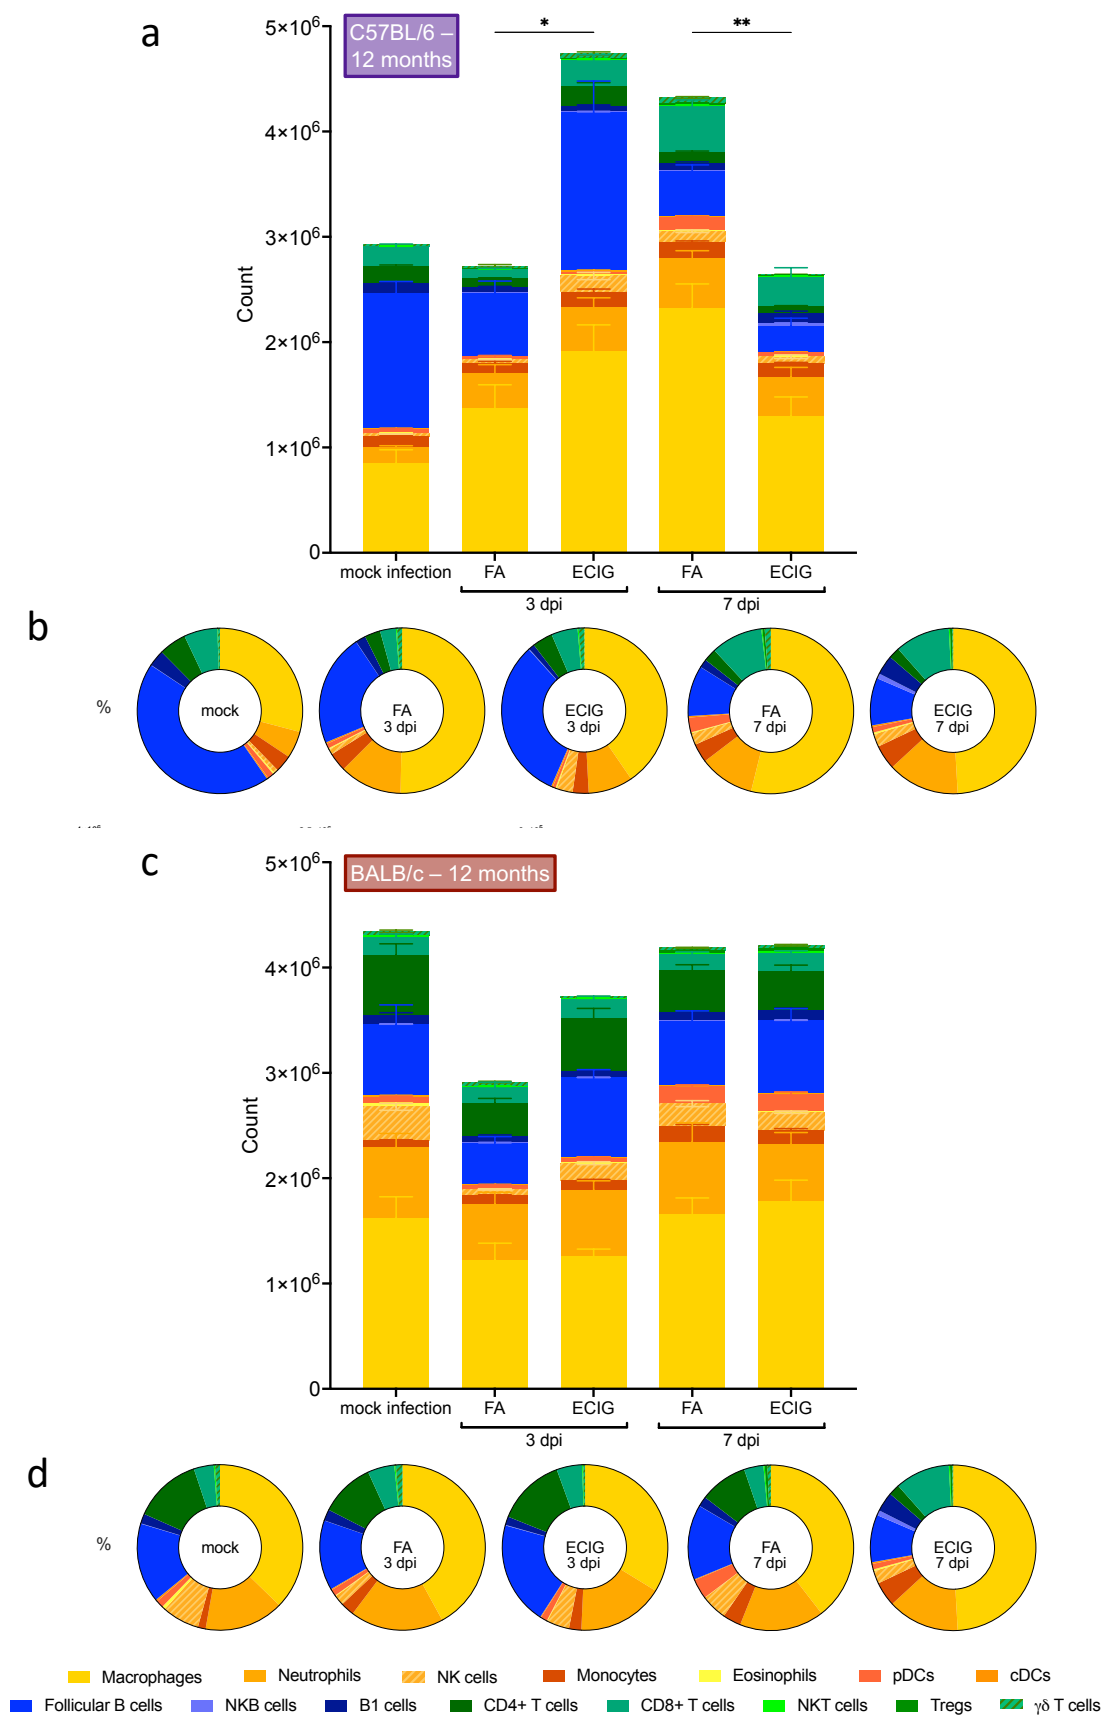 a
C57BL/6 –
12 months
*
**
5×10⁶
4×10⁶
3×10⁶
2×10⁶
1×10⁶
0
Count
mock infection
FA
ECIG
FA
ECIG
3 dpi
7 dpi
b
%
mock
FA
3 dpi
ECIG
3 dpi
FA
7 dpi
ECIG
7 dpi
c
BALB/c – 12 months
5×10⁶
4×10⁶
3×10⁶
2×10⁶
1×10⁶
0
Count
mock infection
FA
ECIG
FA
ECIG
3 dpi
7 dpi
d
%
mock
FA
3 dpi
ECIG
3 dpi
FA
7 dpi
ECIG
7 dpi
Macrophages Neutrophils NK cells Monocytes Eosinophils pDCs cDCs
Follicular B cells NKB cells B1 cells CD4+ T cells CD8+ T cells NKT cells Tregs γδ T cells